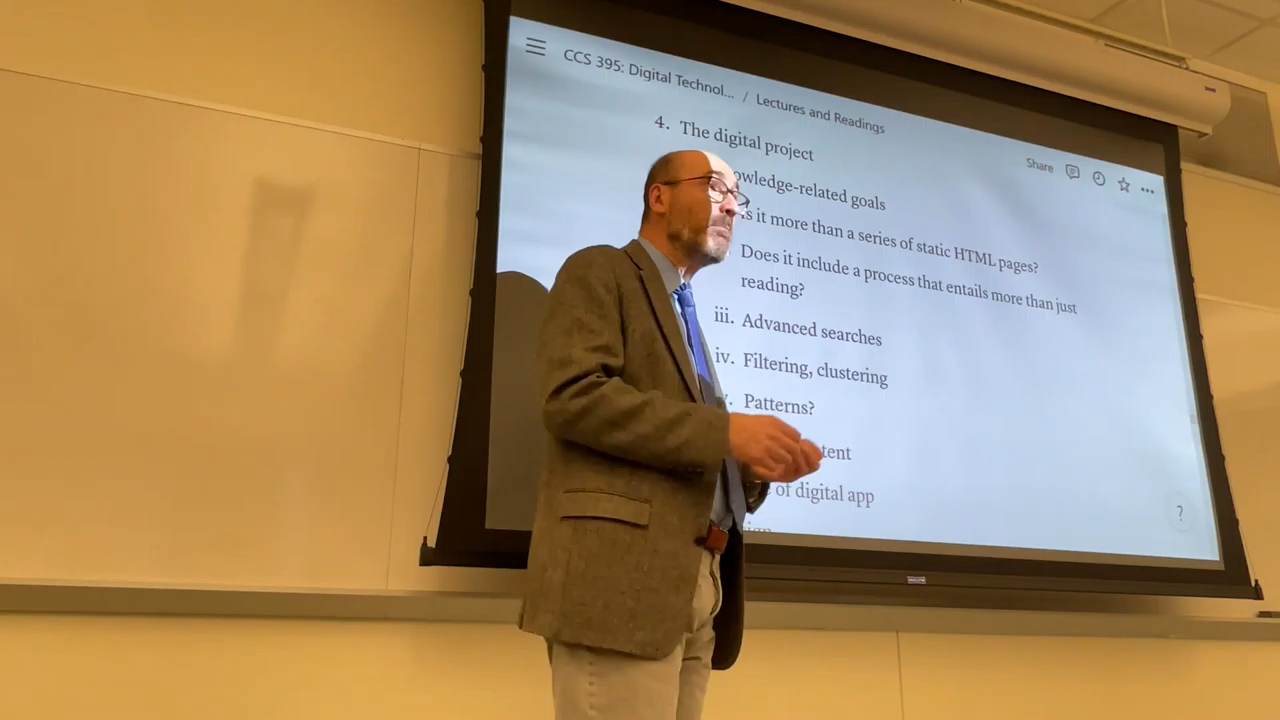 CCS 395: Digital Technol... / Lectures and Readings
Share
4. The digital project
owledge-related goals
is it more than a series of static HTML pages?
Does it include a process that entails more than just
reading?
iii. Advanced searches
iv. Filtering, clustering
v. Patterns?
tent
of digital app
?